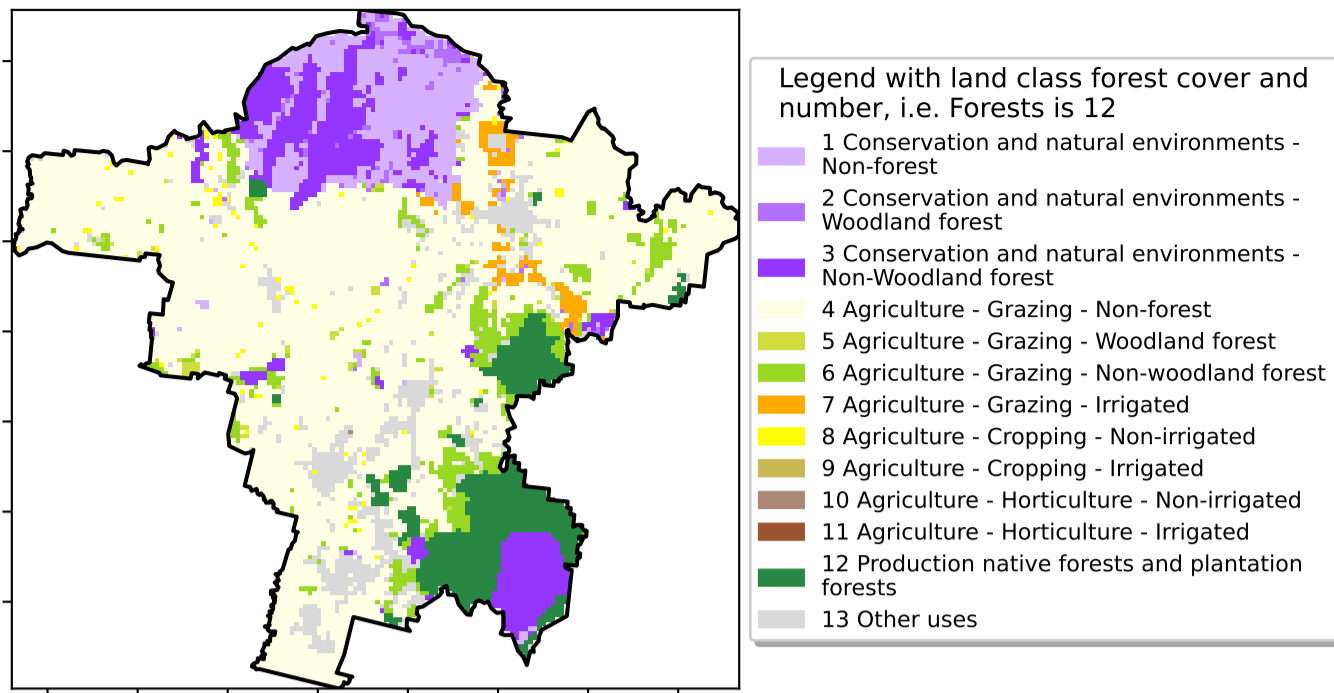 Legend with land class forest cover and
number, i.e. Forests is 12
1 Conservation and natural environments -
Non-forest
2 Conservation and natural environments -
Woodland forest
3 Conservation and natural environments -
Non-Woodland forest
4 Agriculture - Grazing - Non-forest
5 Agriculture - Grazing - Woodland forest
6 Agriculture - Grazing - Non-woodland forest
7 Agriculture - Grazing - Irrigated
8 Agriculture - Cropping - Non-irrigated
9 Agriculture - Cropping - Irrigated
10 Agriculture - Horticulture - Non-irrigated
11 Agriculture - Horticulture - Irrigated
12 Production native forests and plantation
forests
13 Other uses